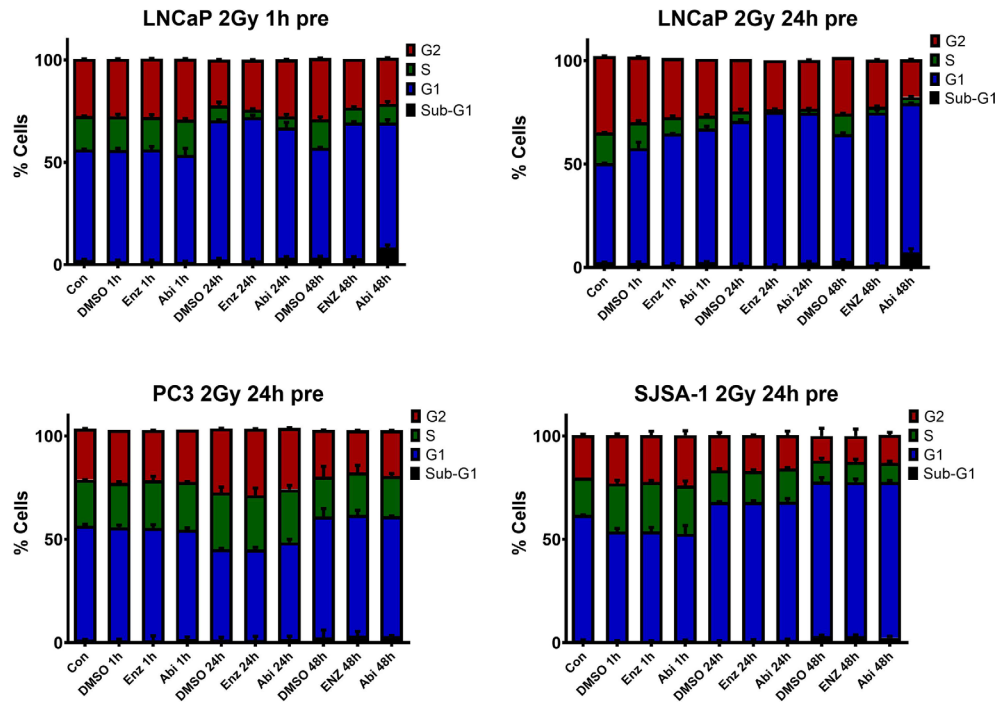 LNCaP 2Gy 1h pre
100
50
0
% Cells
G2
S
G1
Sub-G1
Con
DMSO 1h
Enz 1h
Abi 1h
DMSO 24h
Enz 24h
Abi 24h
DMSO 48h
ENZ 48h
Abi 48h
LNCaP 2Gy 24h pre
100
50
0
% Cells
G2
S
G1
Sub-G1
Con
DMSO 1h
Enz 1h
Abi 1h
DMSO 24h
Enz 24h
Abi 24h
DMSO 48h
ENZ 48h
Abi 48h
PC3 2Gy 24h pre
100
50
0
% Cells
G2
S
G1
Sub-G1
Con
DMSO 1h
Enz 1h
Abi 1h
DMSO 24h
Enz 24h
Abi 24h
DMSO 48h
ENZ 48h
Abi 48h
SJSA-1 2Gy 24h pre
100
50
0
% Cells
G2
S
G1
Sub-G1
Con
DMSO 1h
Enz 1h
Abi 1h
DMSO 24h
Enz 24h
Abi 24h
DMSO 48h
ENZ 48h
Abi 48h